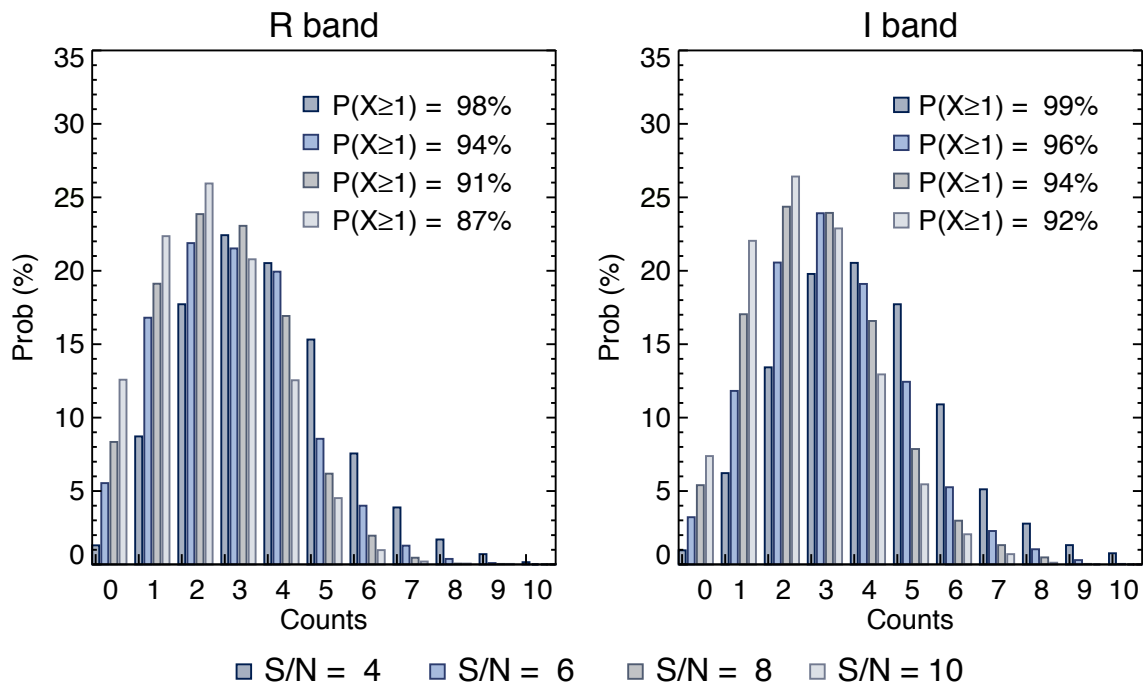 R band
I band
35
30
25
20
15
10
5
0
Prob (%)
P(X≥1) = 98%
P(X≥1) = 94%
P(X≥1) = 91%
P(X≥1) = 87%
0 1 2 3 4 5 6 7 8 9 10
Counts
35
30
25
20
15
10
5
0
Prob (%)
P(X≥1) = 99%
P(X≥1) = 96%
P(X≥1) = 94%
P(X≥1) = 92%
0 1 2 3 4 5 6 7 8 9 10
Counts
S/N = 4 S/N = 6 S/N = 8 S/N = 10